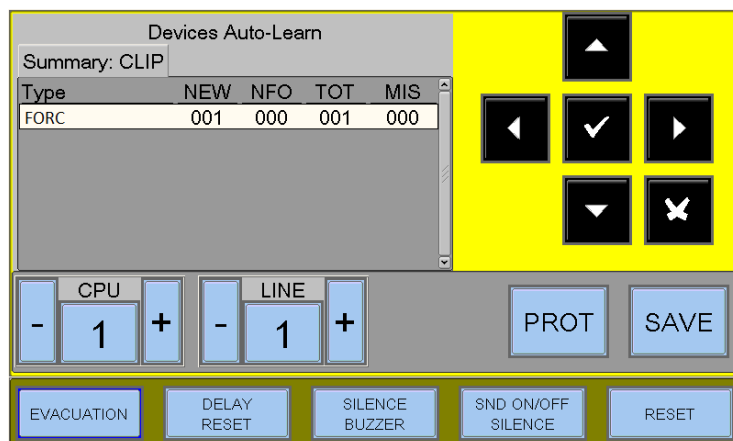 Devices Auto-Learn
Summary: CLIP
Type NEW NFO TOT MIS
FORC 001 000 001 000
CPU LINE
- 1 + - 1 + PROT SAVE
EVACUATION DELAY RESET SILENCE BUZZER SND ON/OFF SILENCE RESET